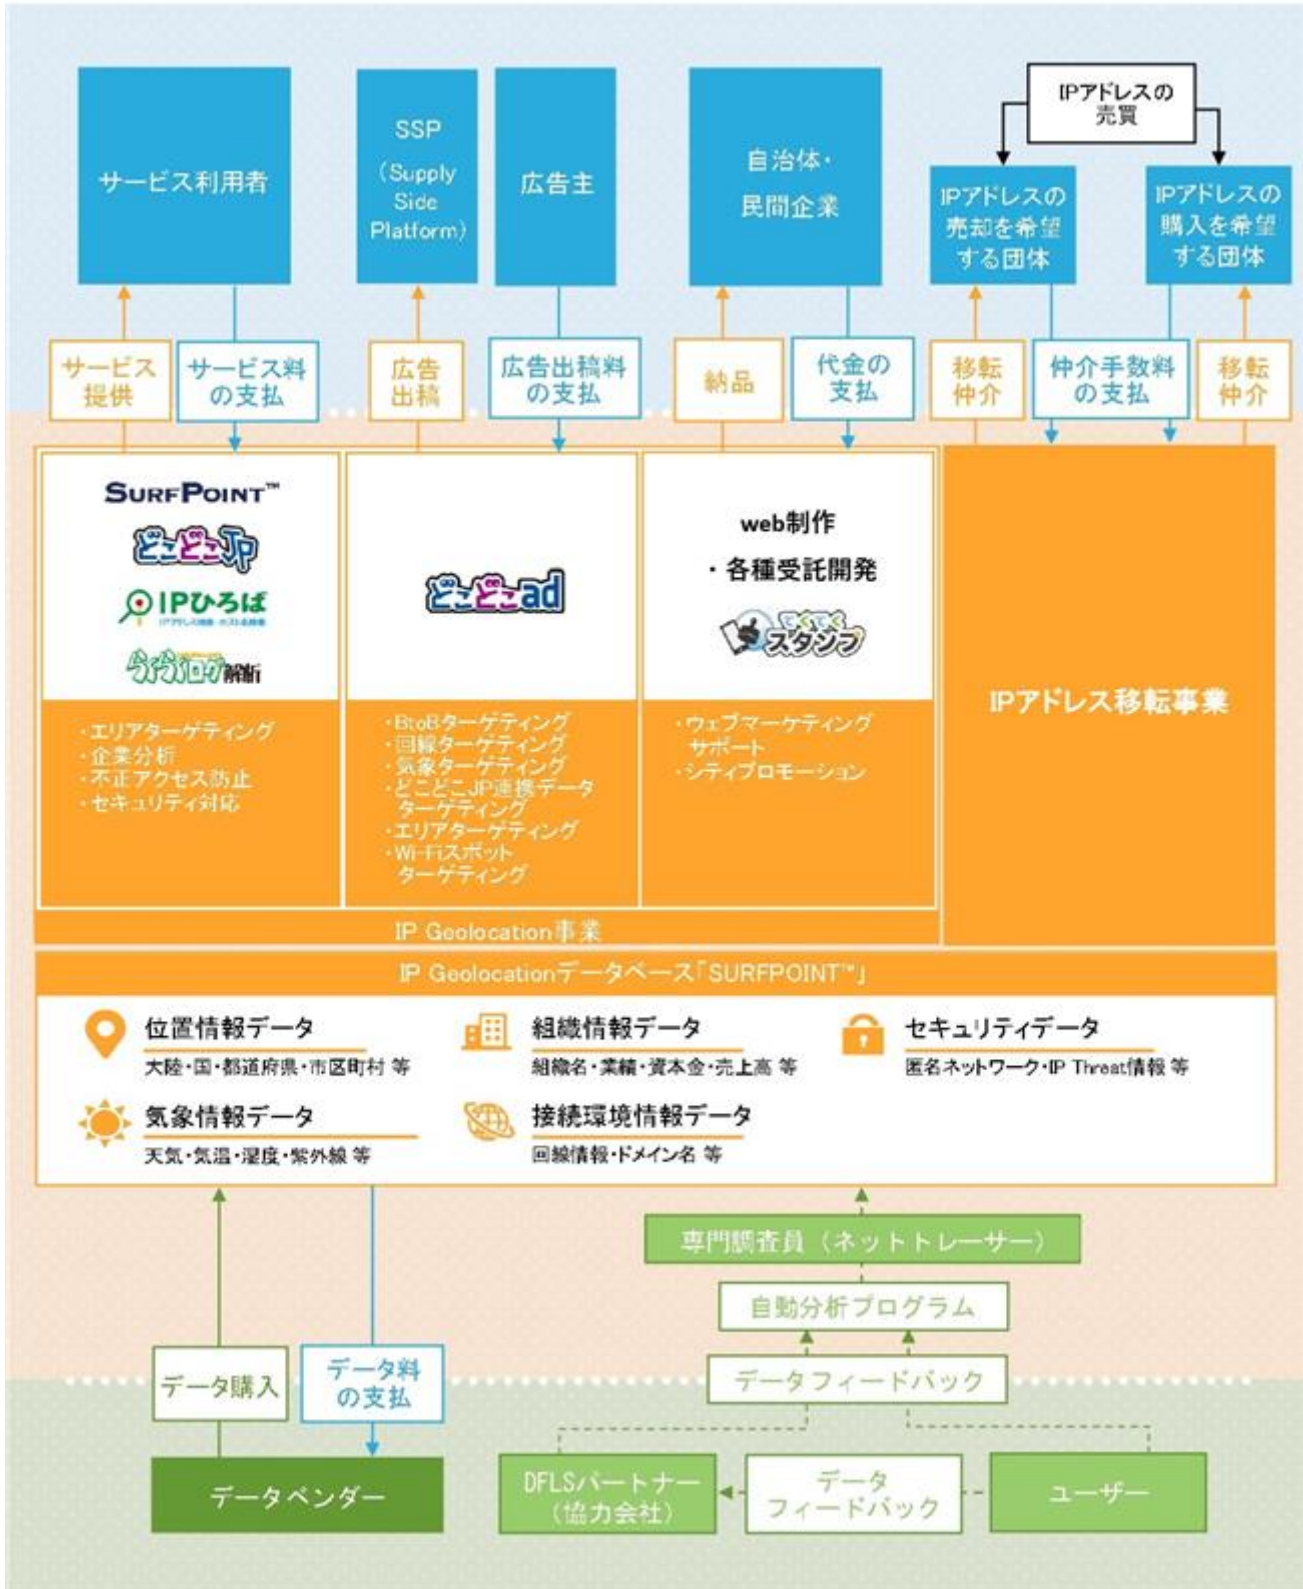 IPアドレスの
売買
サービス利用者
SSP
（Supply
Side
Platform）
広告主
自治体・
民間企業
IPアドレスの
売却を希望
する団体
IPアドレスの
購入を希望
する団体
サービス
提供
サービス料
の支払
広告
出稿
広告出稿料
の支払
納品
代金の
支払
移転
仲介
仲介手数料
の支払
移転
仲介
SURFPOINT™
どこどこJP
IPひろば
IPアドレス検索・ホスト名検索
らくらくログ解析
どこどこad
web制作
・各種受託開発
てくてく
スタンプ
・エリアターゲティング
・企業分析
・不正アクセス防止
・セキュリティ対応
・BtoBターゲティング
・回線ターゲティング
・気象ターゲティング
・どこどこJP連携データ
ターゲティング
・エリアターゲティング
・Wi-Fiスポット
ターゲティング
・ウェブマーケティング
サポート
・シティプロモーション
IPアドレス移転事業
IP Geolocation事業
IP Geolocationデータベース「SURFPOINT™」
位置情報データ
大陸・国・都道府県・市区町村 等
組織情報データ
組織名・業績・資本金・売上高 等
セキュリティデータ
匿名ネットワーク・IP Threat情報 等
気象情報データ
天気・気温・湿度・紫外線 等
接続環境情報データ
回線情報・ドメイン名 等
専門調査員（ネットトレーサー）
自動分析プログラム
データ購入
データ料
の支払
データフィードバック
データベンダー
DFLSパートナー
（協力会社）
データ
フィードバック
ユーザー